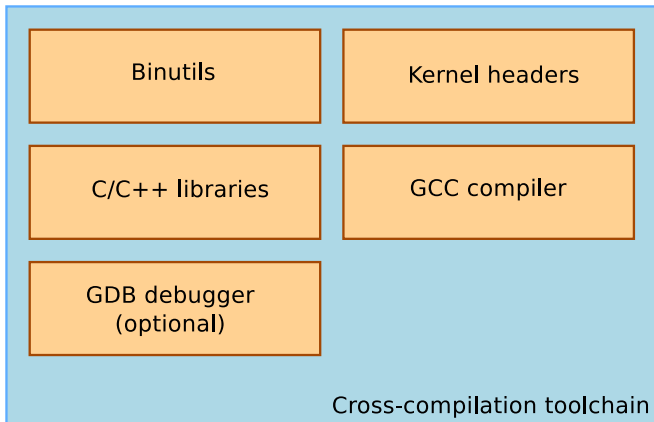 Binutils
Kernel headers
C/C++ libraries
GCC compiler
GDB debugger
(optional)
Cross-compilation toolchain